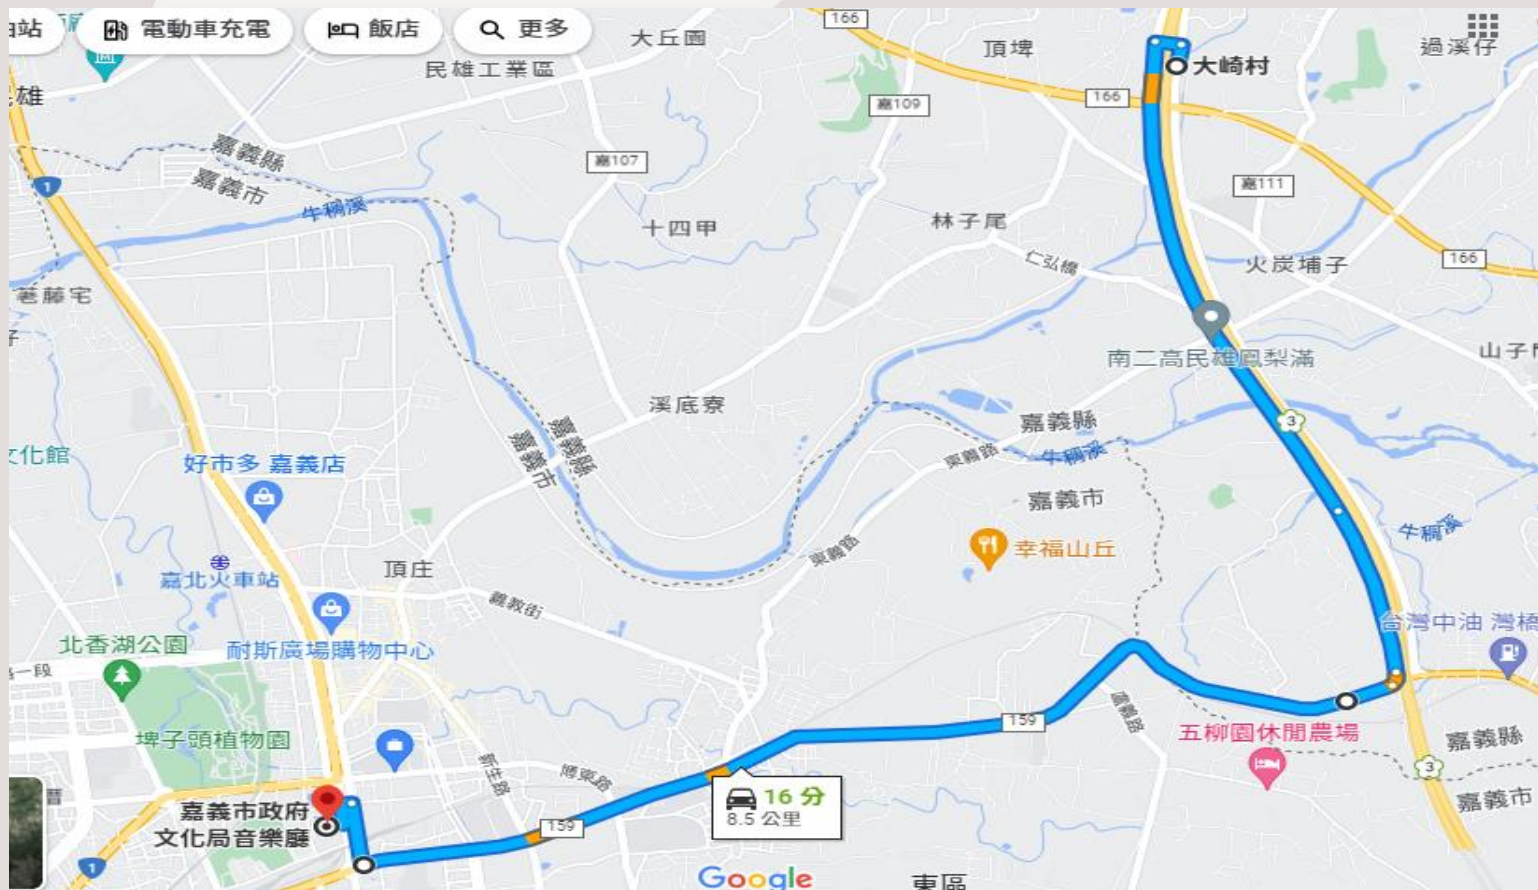 電動車充電
飯店
更多
大丘園
166
頂埤
過溪仔
民雄工業區
大崎村
雄
嘉109
166
嘉義縣
嘉107
1
嘉義市
嘉111
牛稠溪
十四甲
林子尾
仁弘橋
火炭埔子
166
荖藤宅
南二高民雄鳳梨滿
溪底寮
嘉義縣
3
嘉義縣
嘉義市
文化館
好市多 嘉義店
東義路
牛稠溪
嘉義市
牛稠溪
幸福山丘
東義路
頂庄
嘉北火車站
義教街
台灣中油 灣橋
北香湖公園
耐斯廣場購物中心
一段
159
盧義路
五柳園休閒農場
嘉義縣
埤子頭植物園
3
新生路
博東路
嘉義市
16 分
8.5 公里
嘉義市政府
文化局音樂廳
159
1
Google
東區